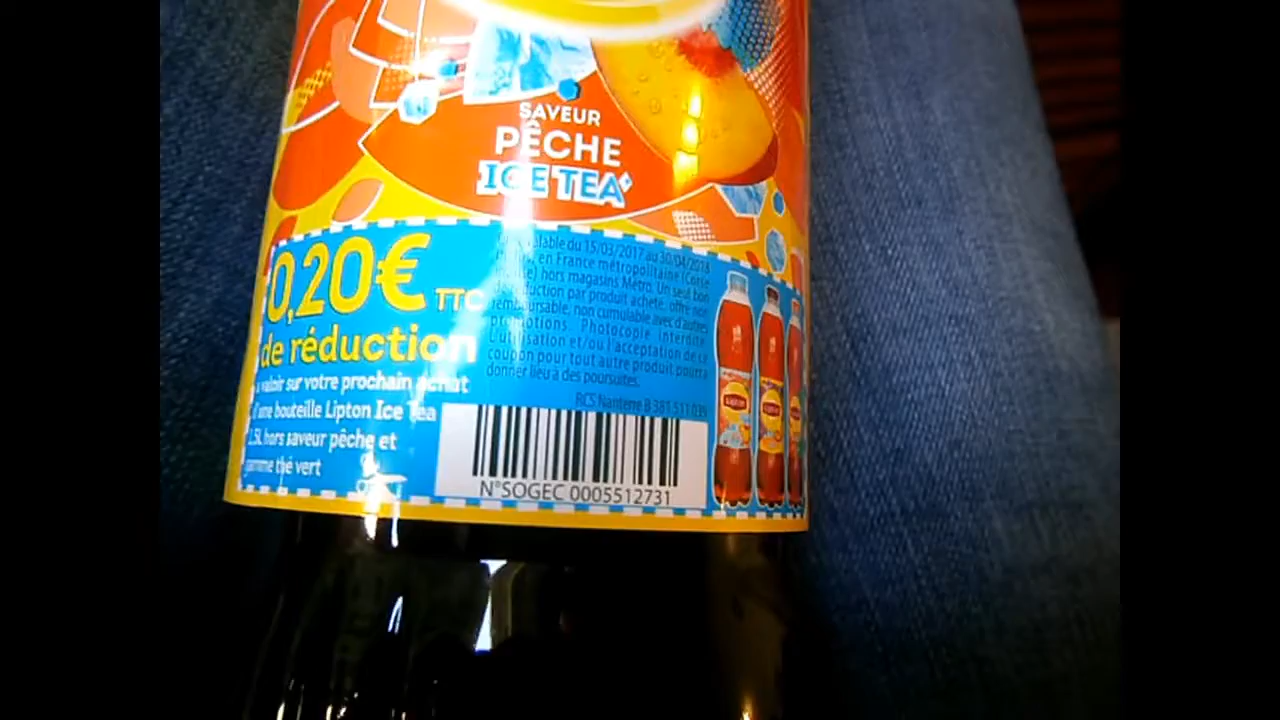 SAVEUR
PÊCHE
ICE TEA
0,20€ TTC
de réduction
valoir sur votre prochain achat
d'une bouteille Lipton Ice Tea
1,5L hors saveur pêche et
gamme thé vert
valable du 15/03/2017 au 30/04/2018
en France métropolitaine (Corse
hors magasins Métro. Un seul bon
de réduction par produit acheté, offre non
remboursable, non cumulable avec d'autres
promotions. Photocopie interdite.
L'utilisation et/ou l'acceptation de ce
coupon pour tout autre produit pourra
donner lieu à des poursuites.
RCS Nanterre B 381.511.039
N°SOGEC 0005512731
Lipton
Lipton